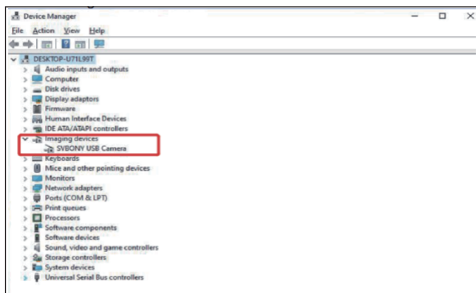 Device Manager
File Action View Help
DESKTOP-U71L99T
Audio inputs and outputs
Computer
Disk drives
Display adaptors
Firmware
Human Interface Devices
IDE ATA/ATAPI controllers
Imaging devices
SVBONY USB Camera
Keyboards
Mice and other pointing devices
Monitors
Network adapters
Ports (COM & LPT)
Print queues
Processors
Software components
Software devices
Sound, video and game controllers
Storage controllers
System devices
Universal Serial Bus controllers